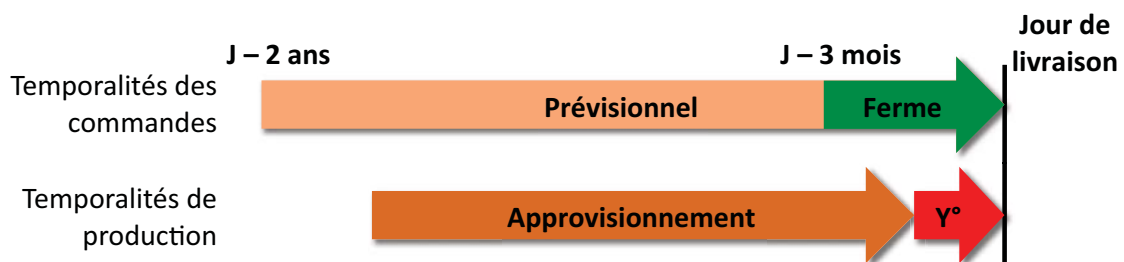 Jour de
livraison
J – 2 ans
J – 3 mois
Temporalités des
commandes
Prévisionnel
Ferme
Temporalités de
production
Approvisionnement
Y°